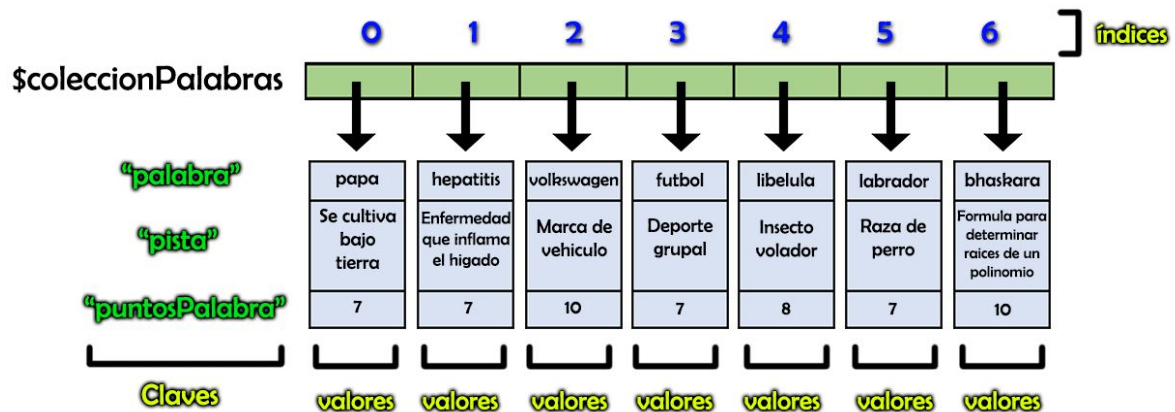 0 1 2 3 4 5 6
índices
$coleccionPalabras
“palabra”
papa hepatitis volkswagen futbol libelula labrador bhaskara
“pista”
Se cultiva
bajo
tierra
Enfermedad
que inflama
el higado
Marca de
vehiculo
Deporte
grupal
Insecto
volador
Raza de
perro
Formula para
determinar
raices de un
polinomio
“puntosPalabra”
7 7 10 7 8 7 10
Claves valores valores valores valores valores valores valores